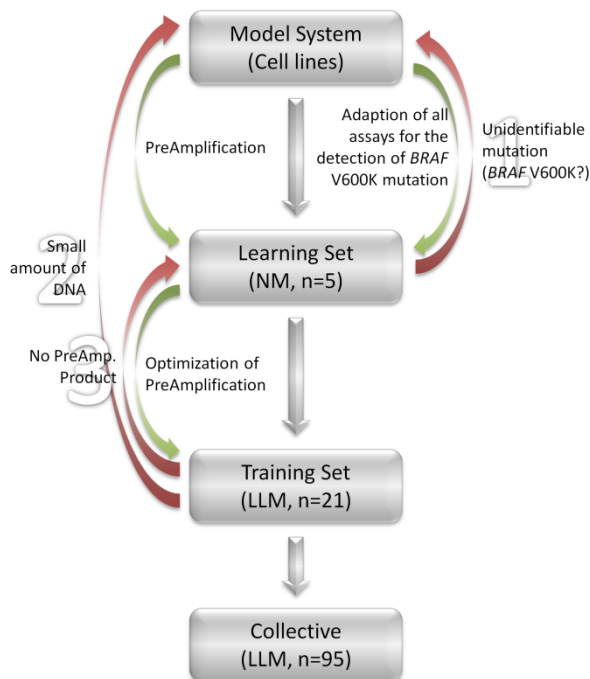 Model System
(Cell lines)
PreAmplification
Adaption of all
assays for the
detection of BRAF
V600K mutation
1
Unidentifiable
mutation
(BRAF V600K?)
2
Small
amount of
DNA
Learning Set
(NM, n=5)
3
No PreAmp.
Product
Optimization of
PreAmplification
Training Set
(LLM, n=21)
Collective
(LLM, n=95)